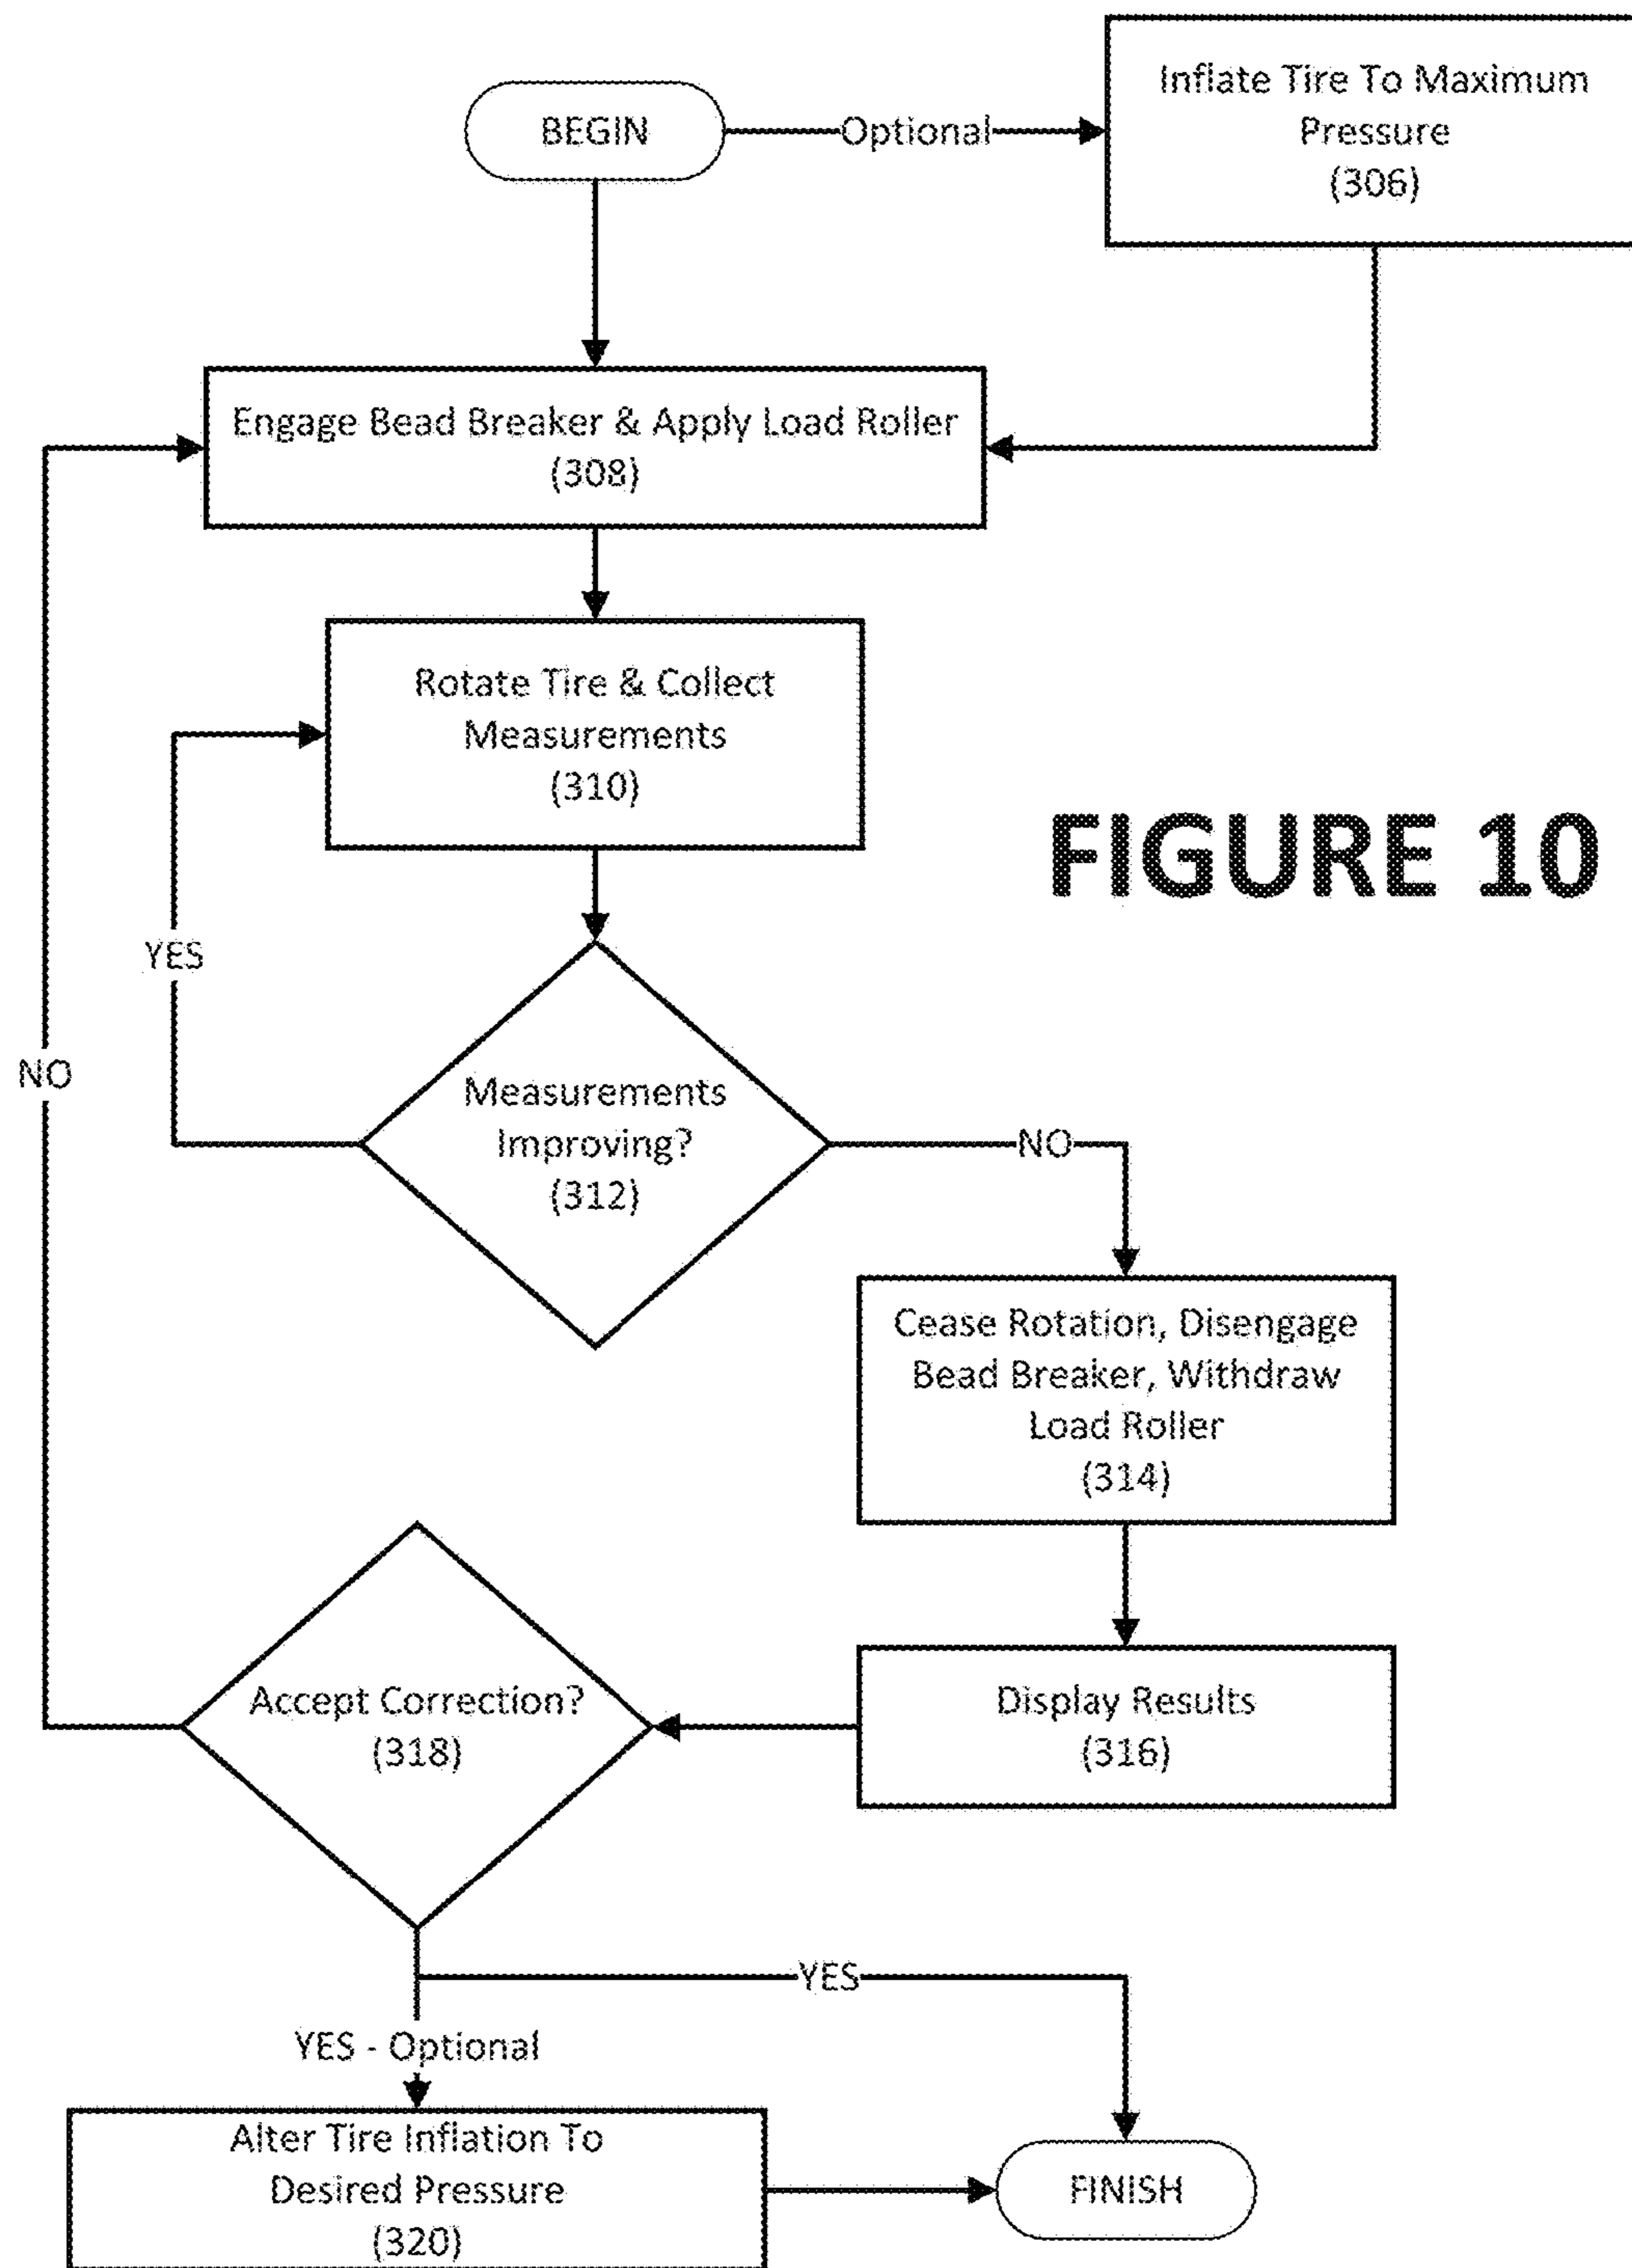 BEGIN
Optional
Inflate Tire To Maximum
Pressure
(306)
Engage Bead Breaker & Apply Load Roller
(308)
Rotate Tire & Collect
Measurements
(310)
FIGURE 10
YES
NO
Measurements
Improving?
(312)
NO
Cease Rotation, Disengage
Bead Breaker, Withdraw
Load Roller
(314)
Accept Correction?
(318)
Display Results
(316)
YES
YES - Optional
Alter Tire Inflation To
Desired Pressure
(320)
FINISH